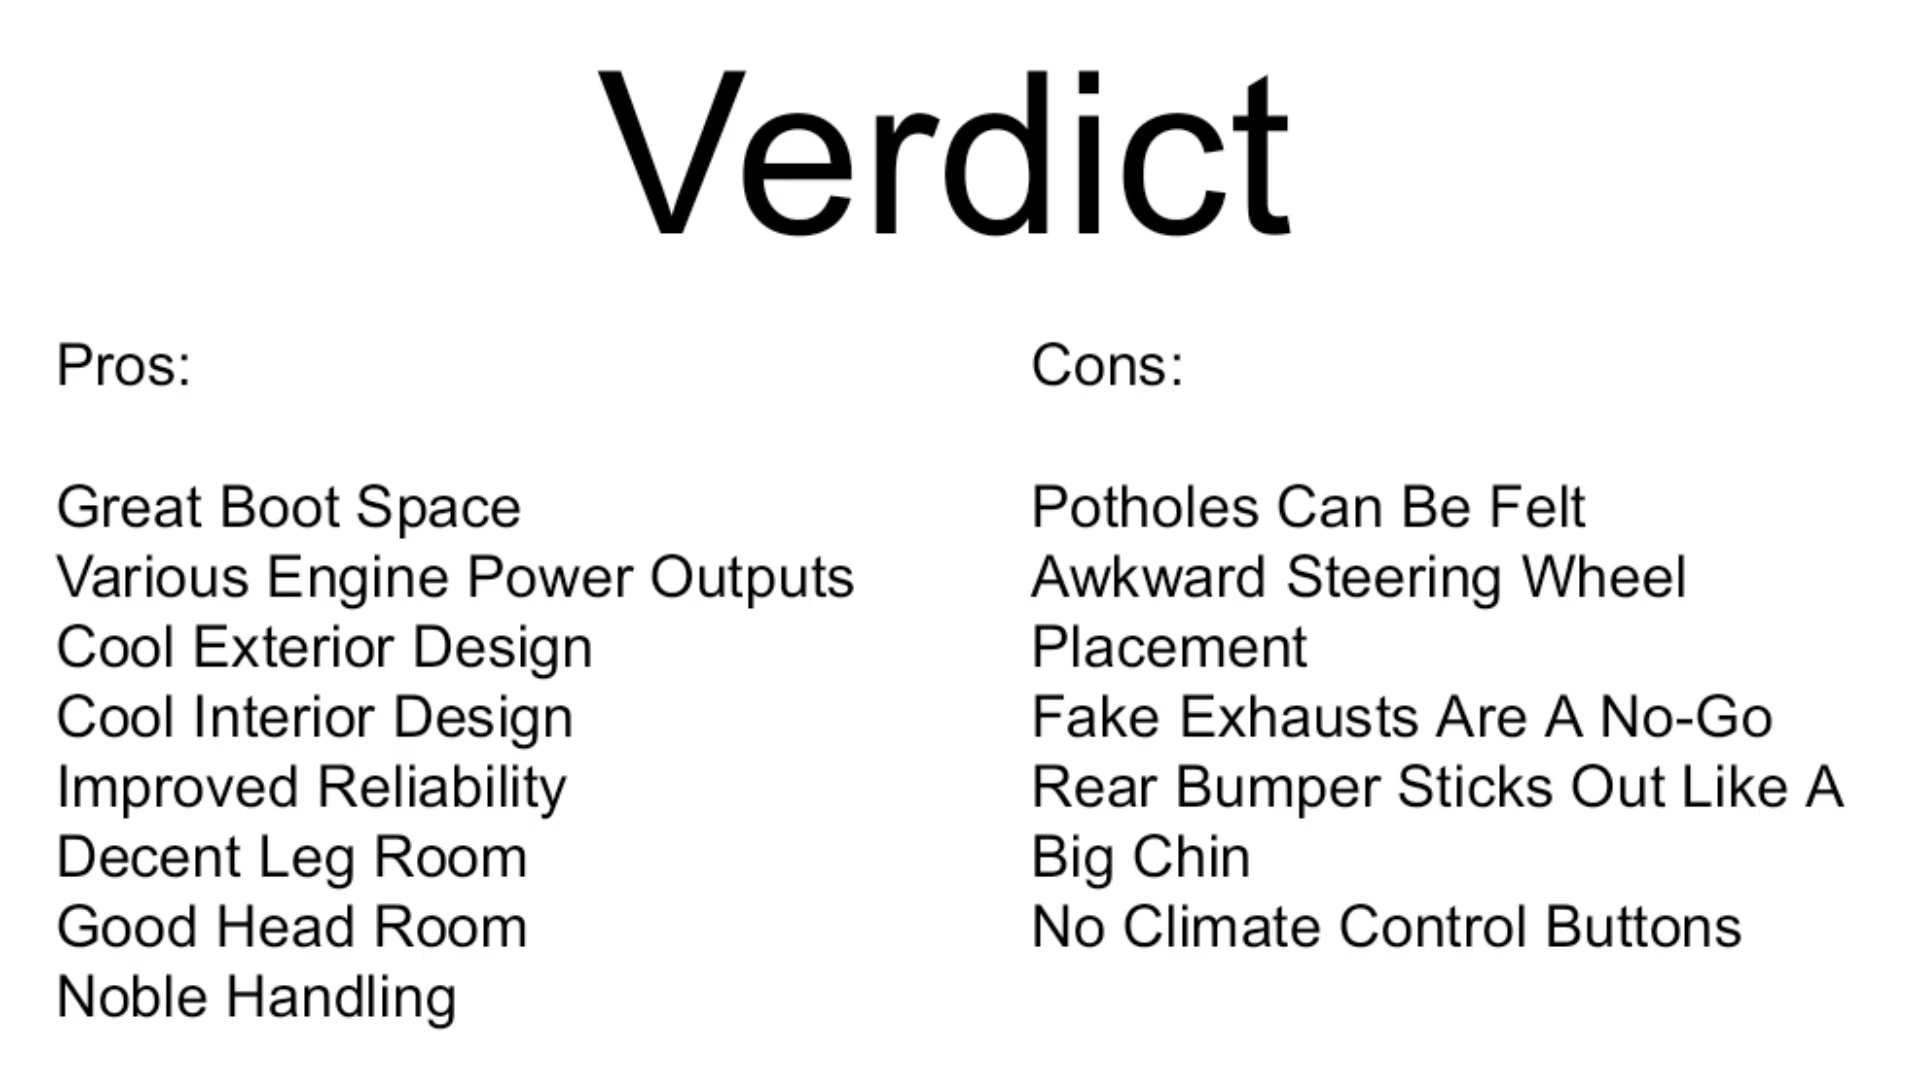 Verdict
Pros:
Great Boot Space
Various Engine Power Outputs
Cool Exterior Design
Cool Interior Design
Improved Reliability
Decent Leg Room
Good Head Room
Noble Handling
Cons:
Potholes Can Be Felt
Awkward Steering Wheel
Placement
Fake Exhausts Are A No-Go
Rear Bumper Sticks Out Like A
Big Chin
No Climate Control Buttons